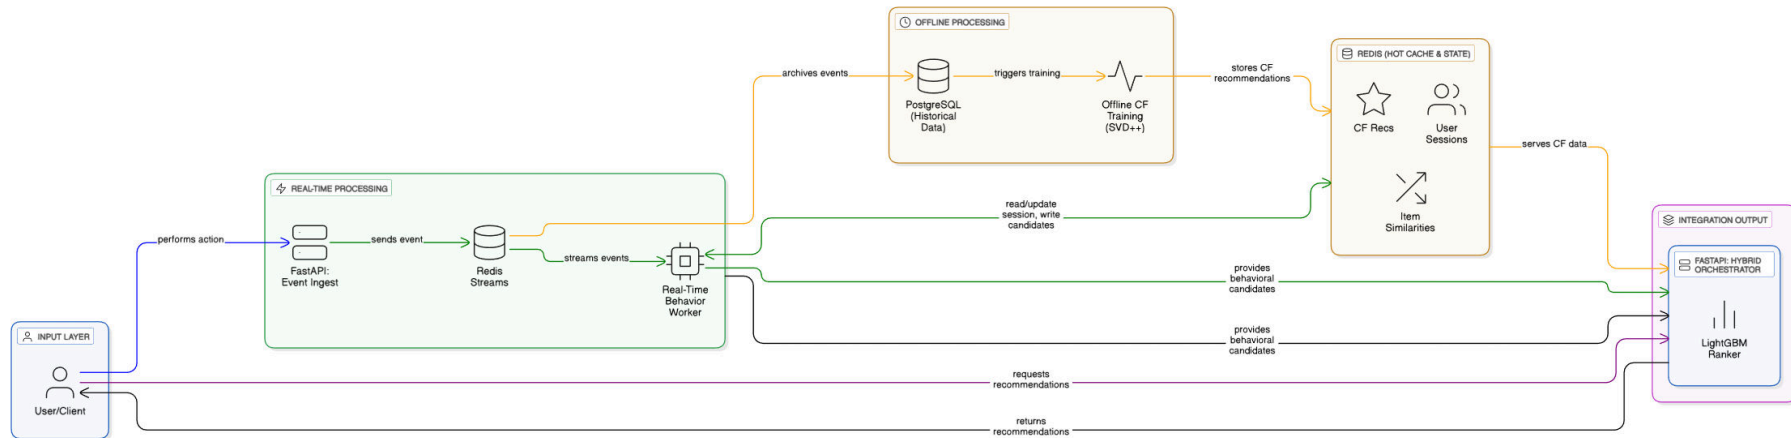 OFFLINE PROCESSING
archives events
PostgreSQL
(Historical
Data)
triggers training
Offline CF
Training
(SVD++)
stores CF
recommendations
REDIS (HOT CACHE & STATE)
CF Recs
User
Sessions
Item
Similarities
serves CF data
REAL-TIME PROCESSING
performs action
FastAPI:
Event Ingest
sends event
Redis
Streams
streams events
Real-Time
Behavior
Worker
read/update
session, write
candidates
provides
behavioral
candidates
provides
behavioral
candidates
INTEGRATION OUTPUT
FASTAPI: HYBRID
ORCHESTRATOR
LightGBM
Ranker
INPUT LAYER
User/Client
requests
recommendations
returns
recommendations